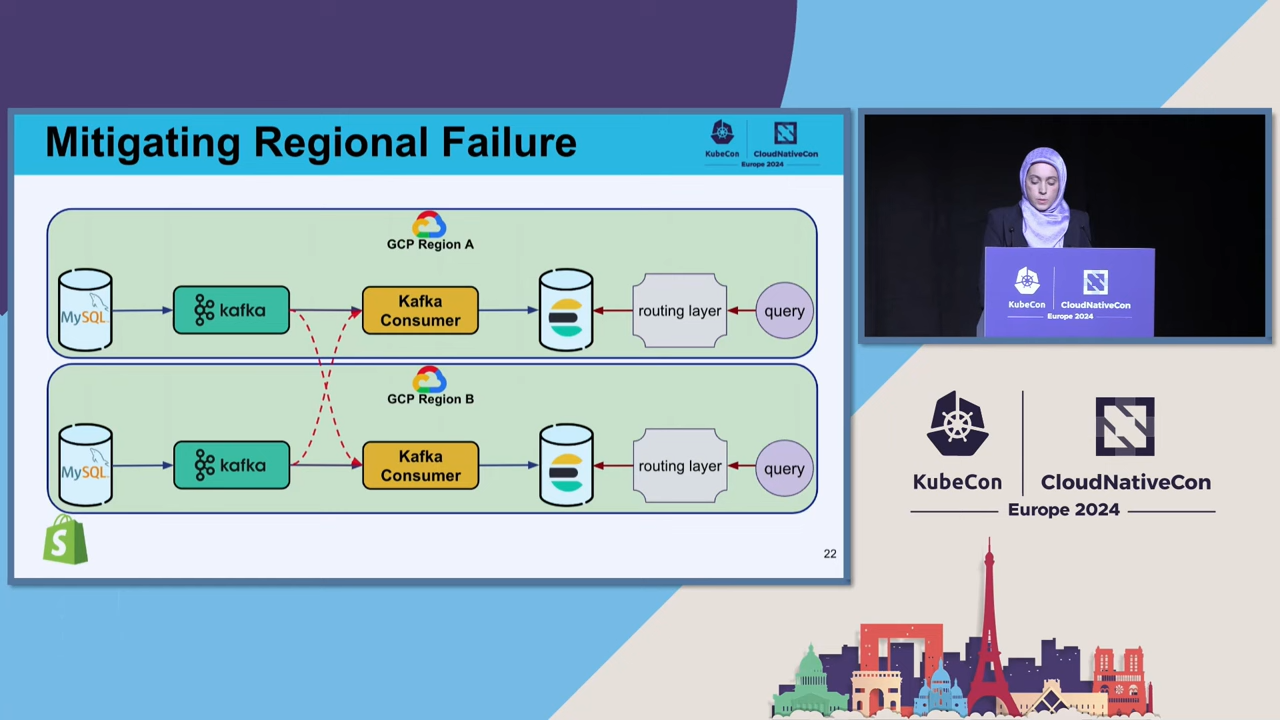 Mitigating Regional Failure
KubeCon
CloudNativeCon
Europe 2024
GCP Region A
MySQL
kafka
Kafka
Consumer
routing layer
query
GCP Region B
MySQL
kafka
Kafka
Consumer
routing layer
query
S
22
KubeCon
CloudNativeCon
Europe 2024
KubeCon
CloudNativeCon
Europe 2024